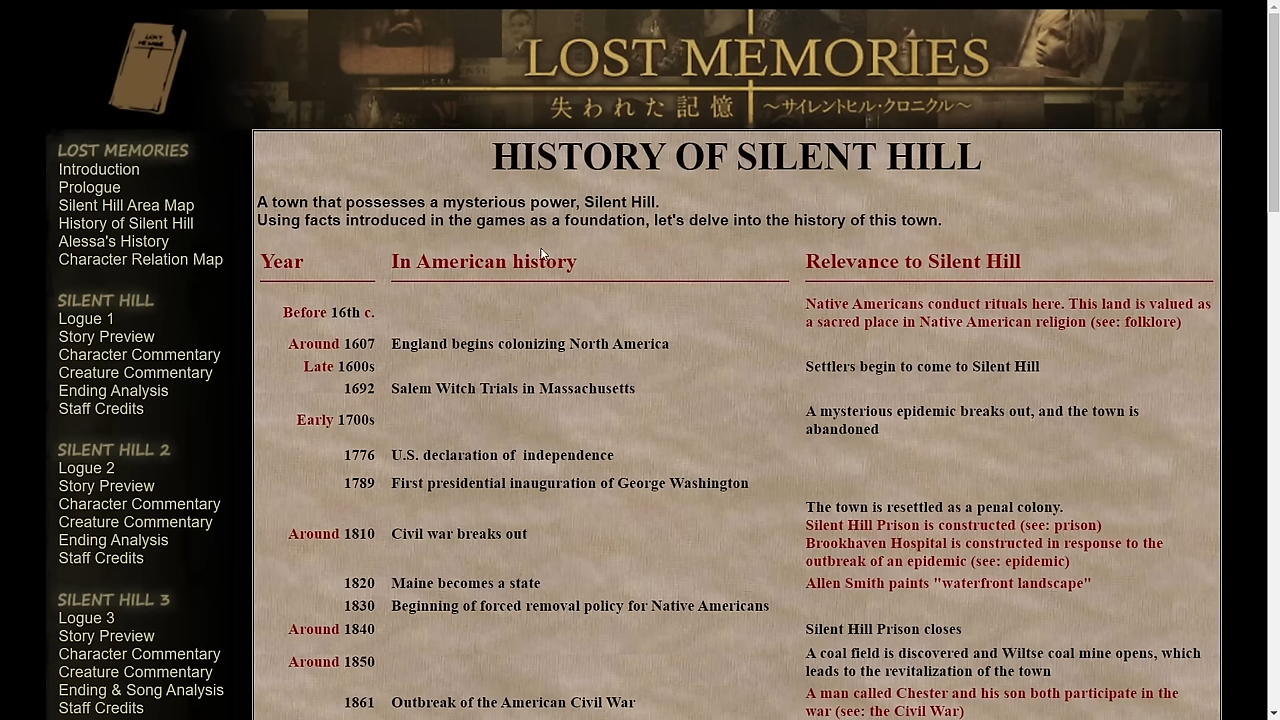 LOST MEMORIES
失われた記憶 ～サイレントヒル・クロニクル～
LOST MEMORIES
Introduction
Prologue
Silent Hill Area Map
History of Silent Hill
Alessa's History
Character Relation Map
SILENT HILL
Logue 1
Story Preview
Character Commentary
Creature Commentary
Ending Analysis
Staff Credits
SILENT HILL 2
Logue 2
Story Preview
Character Commentary
Creature Commentary
Ending Analysis
Staff Credits
SILENT HILL 3
Logue 3
Story Preview
Character Commentary
Creature Commentary
Ending & Song Analysis
Staff Credits
HISTORY OF SILENT HILL
A town that possesses a mysterious power, Silent Hill.
Using facts introduced in the games as a foundation, let's delve into the history of this town.
Year In American history Relevance to Silent Hill
Before 16th c. Native Americans conduct rituals here. This land is valued as
a sacred place in Native American religion (see: folklore)
Around 1607 England begins colonizing North America
Late 1600s Settlers begin to come to Silent Hill
1692 Salem Witch Trials in Massachusetts
Early 1700s A mysterious epidemic breaks out, and the town is
abandoned
1776 U.S. declaration of independence
1789 First presidential inauguration of George Washington
Around 1810 Civil war breaks out The town is resettled as a penal colony.
Silent Hill Prison is constructed (see: prison)
Brookhaven Hospital is constructed in response to the
outbreak of an epidemic (see: epidemic)
1820 Maine becomes a state Allen Smith paints "waterfront landscape"
1830 Beginning of forced removal policy for Native Americans
Around 1840 Silent Hill Prison closes
Around 1850 A coal field is discovered and Wiltse coal mine opens, which
leads to the revitalization of the town
1861 Outbreak of the American Civil War A man called Chester and his son both participate in the
war (see: the Civil War)